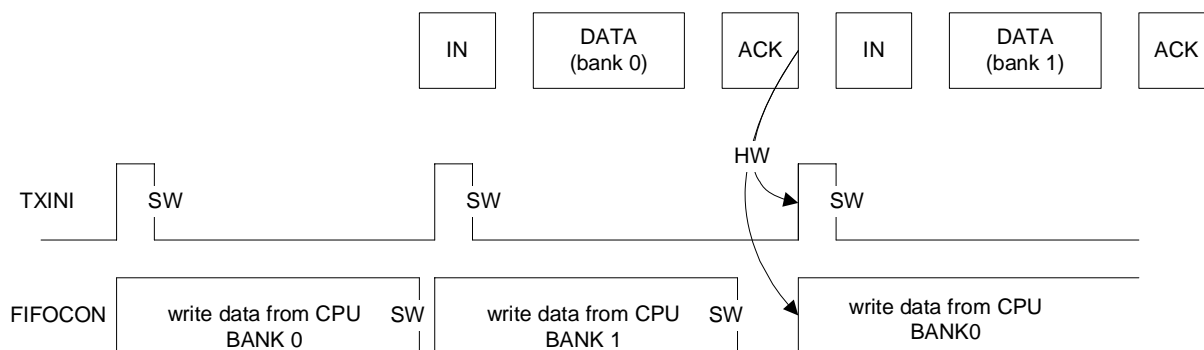 IN
DATA
(bank 0)
ACK
IN
DATA
(bank 1)
ACK
HW
TXINI
SW
SW
SW
FIFOCON
write data from CPU
BANK 0
SW
write data from CPU
BANK 1
SW
write data from CPU
BANK0